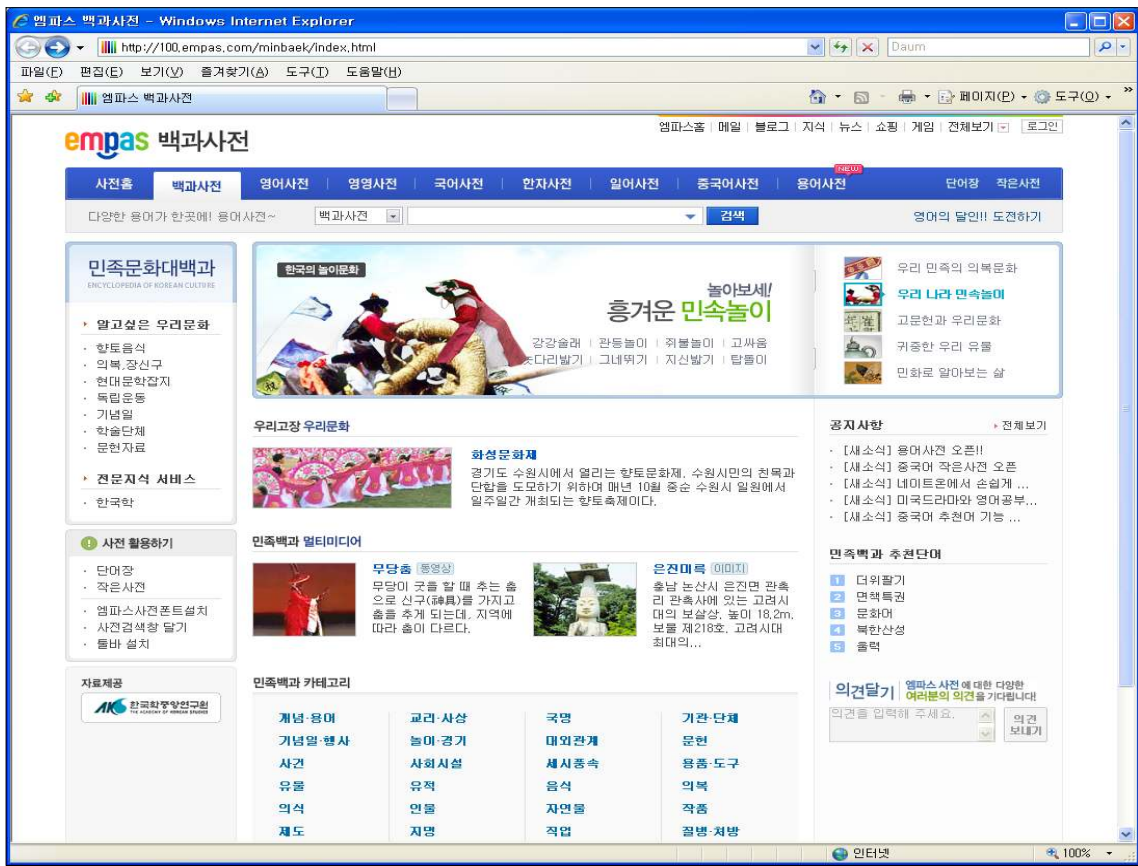 엠파스 백과사전 - Windows Internet Explorer
http://100.empas.com/minbaek/index.html
Daum
파일(F) 편집(E) 보기(V) 즐겨찾기(A) 도구(T) 도움말(H)
엠파스 백과사전
페이지(P) 도구(O)
empas 백과사전
엠파스홈 메일 블로그 지식 뉴스 쇼핑 게임 전체보기 로그인
NEW
사전홈 백과사전 영어사전 영영사전 국어사전 한자사전 일어사전 중국어사전 용어사전 단어장 작은사전
다양한 용어가 한곳에! 용어사전~ 백과사전 검색 영어의 달인!! 도전하기
민족문화대백과
ENCYCLOPEDIA OF KOREAN CULTURE
알고싶은 우리문화
· 향토음식
· 의복,장신구
· 현대문학잡지
· 독립운동
· 기념일
· 학술단체
· 문헌자료
전문지식 서비스
· 한국학
사전 활용하기
· 단어장
· 작은사전
· 엠파스사전폰트설치
· 사전검색창 달기
· 툴바 설치
자료제공
AKS 한국학중앙연구원
THE ACADEMY OF KOREAN STUDIES
한국의 놀이문화
놀아보세!
흥겨운 민속놀이
강강술래 관등놀이 쥐불놀이 고싸움
놋다리밟기 그네뛰기 지신밟기 탑돌이
우리 민족의 의복문화
우리 나라 민속놀이
고문헌과 우리문화
귀중한 우리 유물
민화로 알아보는 삶
우리고장 우리문화
화성문화제
경기도 수원시에서 열리는 향토문화제. 수원시민의 친목과
단합을 도모하기 위하여 매년 10월 중순 수원시 일원에서
일주일간 개최되는 향토축제이다.
민족백과 멀티미디어
무당춤 동영상
무당이 굿을 할 때 추는 춤
으로 신구(神具)를 가지고
춤을 추게 되는데, 지역에
따라 춤이 다르다.
은진미륵 이미지
충남 논산시 은진면 관촉
리 관촉사에 있는 고려시
대의 보살상. 높이 18.2m.
보물 제218호. 고려시대
최대의...
민족백과 카테고리
개념·용어 교리·사상 국명 기관·단체
기념일·행사 놀이·경기 대외관계 문헌
사건 사회시설 세시풍속 용품·도구
유물 유적 음식 의복
의식 인물 자연물 작품
제도 지명 직업 질병·처방
공지사항 전체보기
· [새소식] 용어사전 오픈!!
· [새소식] 중국어 작은사전 오픈
· [새소식] 네이트온에서 손쉽게 ...
· [새소식] 미국드라마와 영어공부...
· [새소식] 중국어 추천어 기능 ...
민족백과 추천단어
1 더위팔기
2 면책특권
3 문화어
4 북한산성
5 울력
의견달기 엠파스 사전에 대한 다양한
여러분의 의견을 기다립니다!
의견을 입력해 주세요.
의견
보내기
인터넷 100%